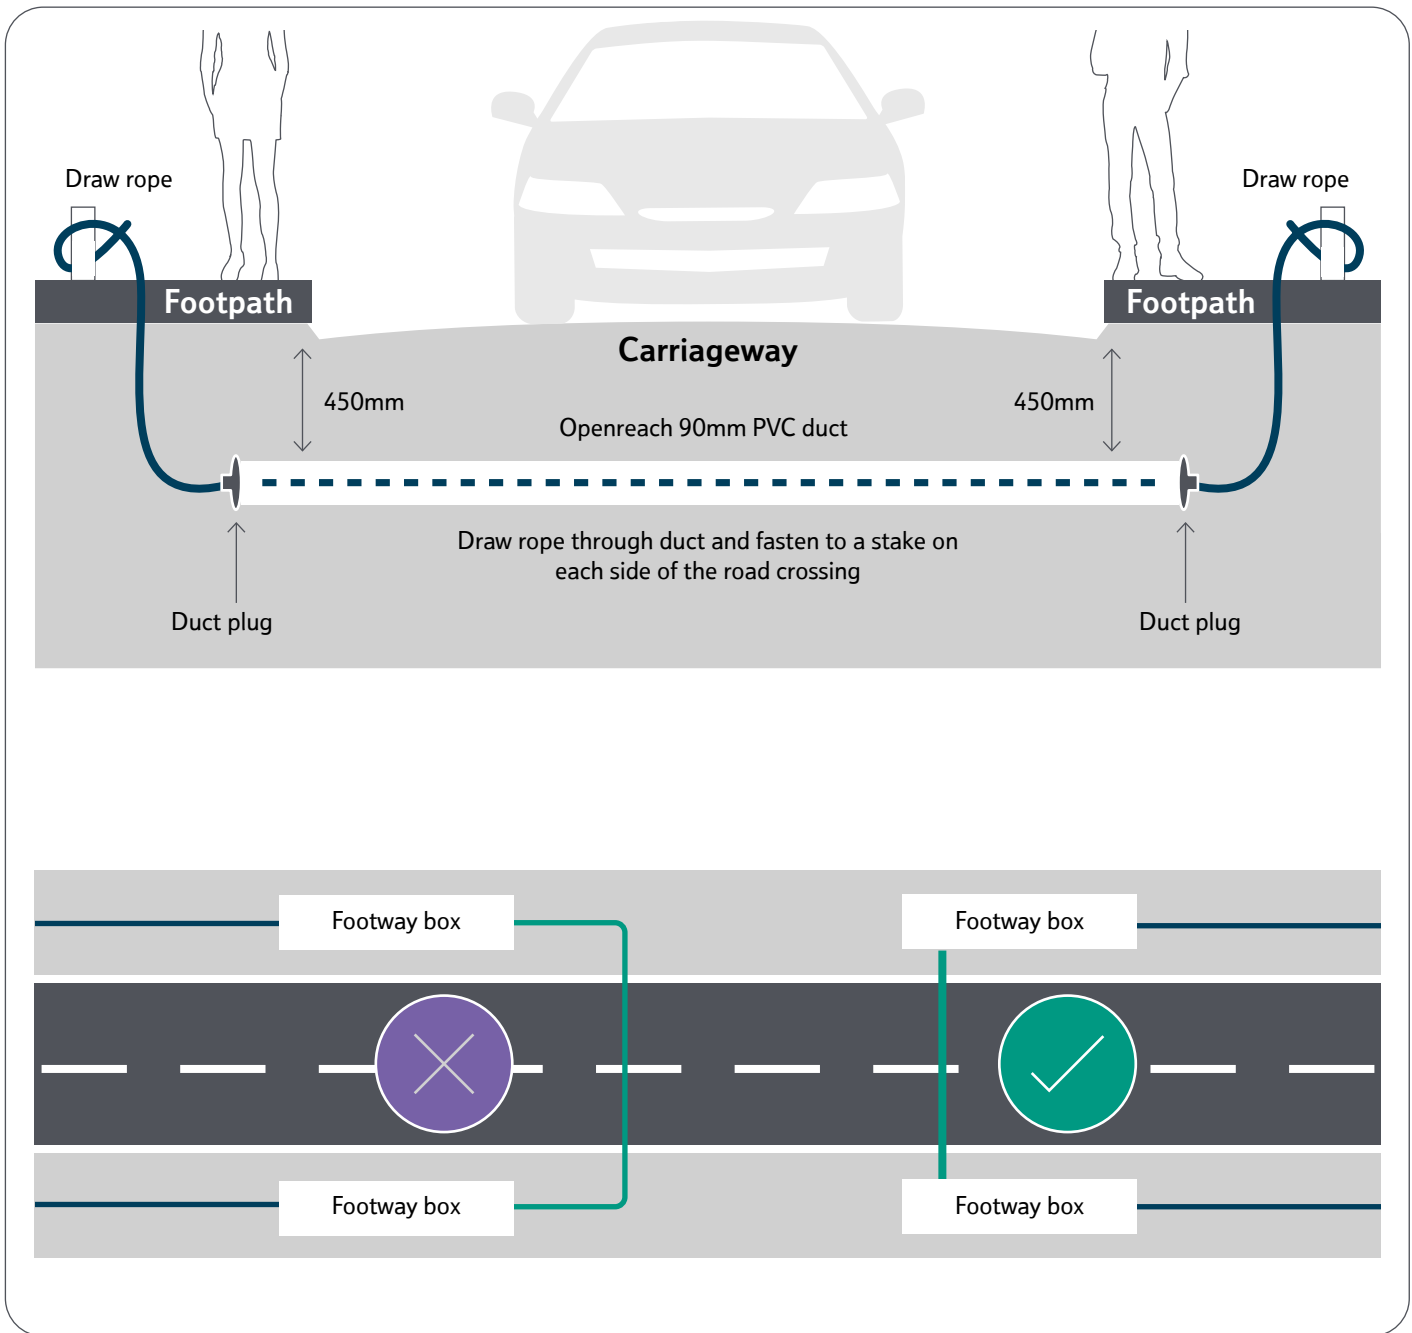 Draw rope
Draw rope
Footpath
Footpath
Carriageway
450mm
450mm
Openreach 90mm PVC duct
Draw rope through duct and fasten to a stake on
each side of the road crossing
Duct plug
Duct plug
Footway box
Footway box
Footway box
Footway box